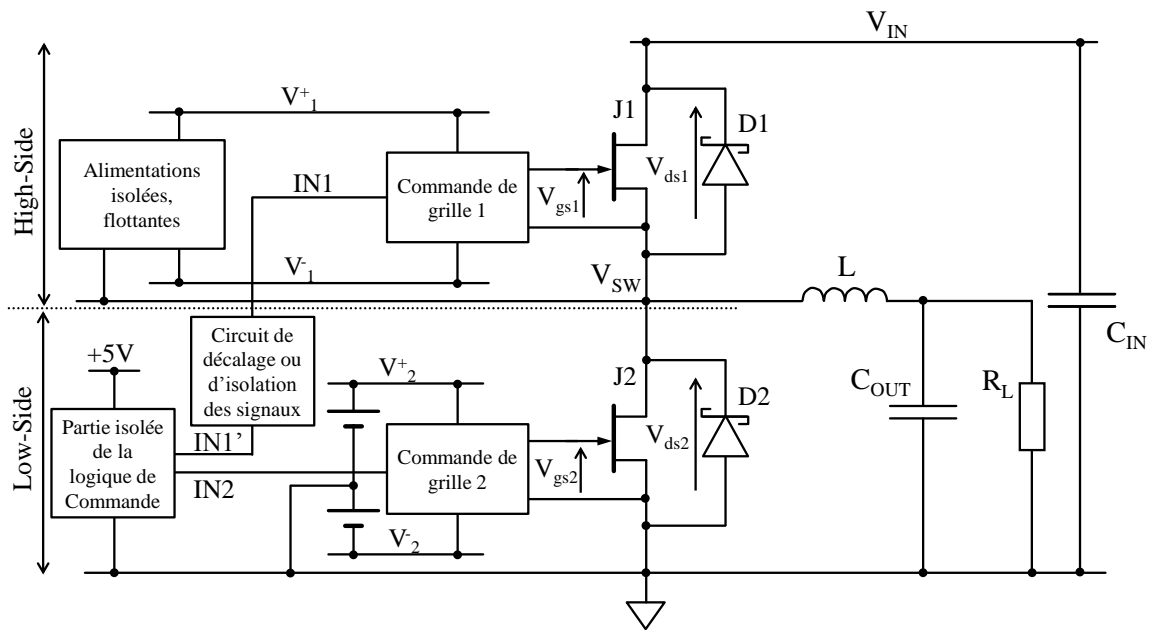 V_IN
High-Side
V⁺₁
J1
D1
Alimentations
isolées,
flottantes
IN1
Commande de
grille 1
V_gs1
V_ds1
V⁻₁
V_SW
L
Low-Side
Circuit de
décalage ou
d’isolation
des signaux
C_IN
+5V
V⁺₂
J2
C_OUT
R_L
D2
Partie isolée
de la
logique de
Commande
IN1’
IN2
Commande de
grille 2
V_gs2
V_ds2
V⁻₂